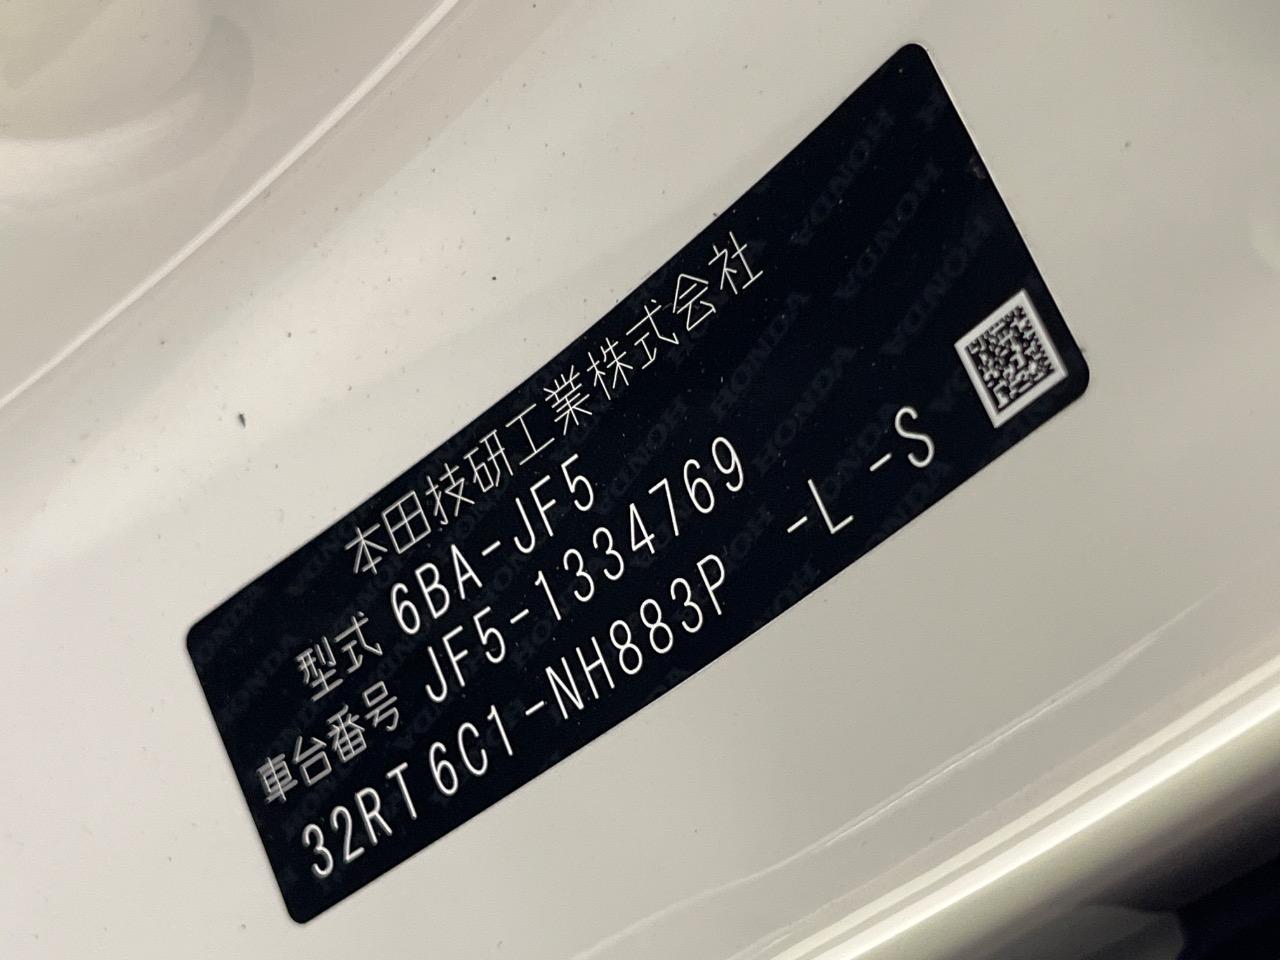 本田技研工業株式会社
型式 6BA-JF5
車台番号 JF5-1334769
32RT 6C1-NH883P -L -S